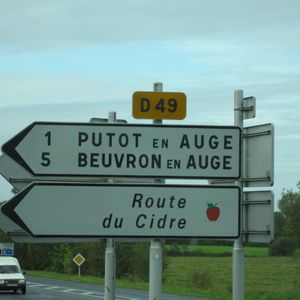 D 49
1 PUTOT EN AUGE
5 BEUVRON EN AUGE
Route
du Cidre